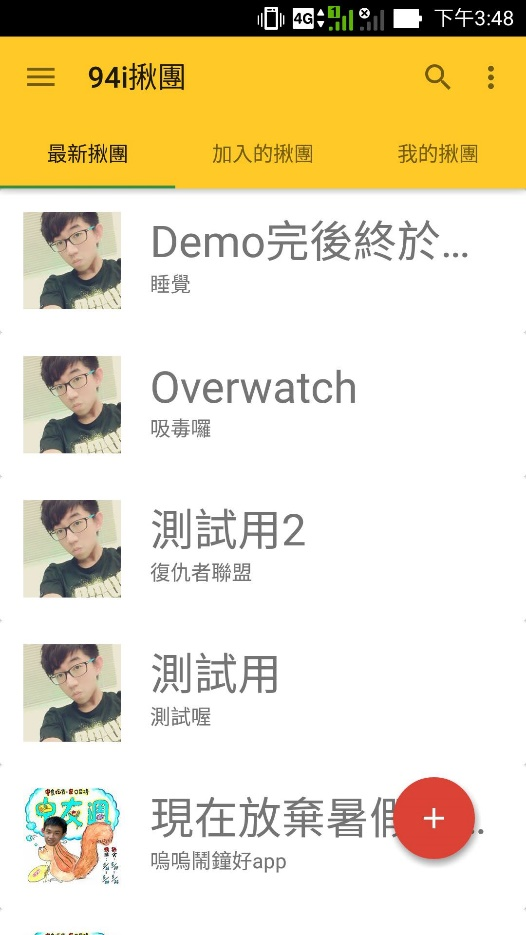 4G 1 下午3:48
94i揪團
最新揪團 加入的揪團 我的揪團
Demo完後終於…
睡覺
Overwatch
吸毒囉
測試用2
復仇者聯盟
測試用
測試喔
現在放棄暑假
嗚嗚鬧鐘好app